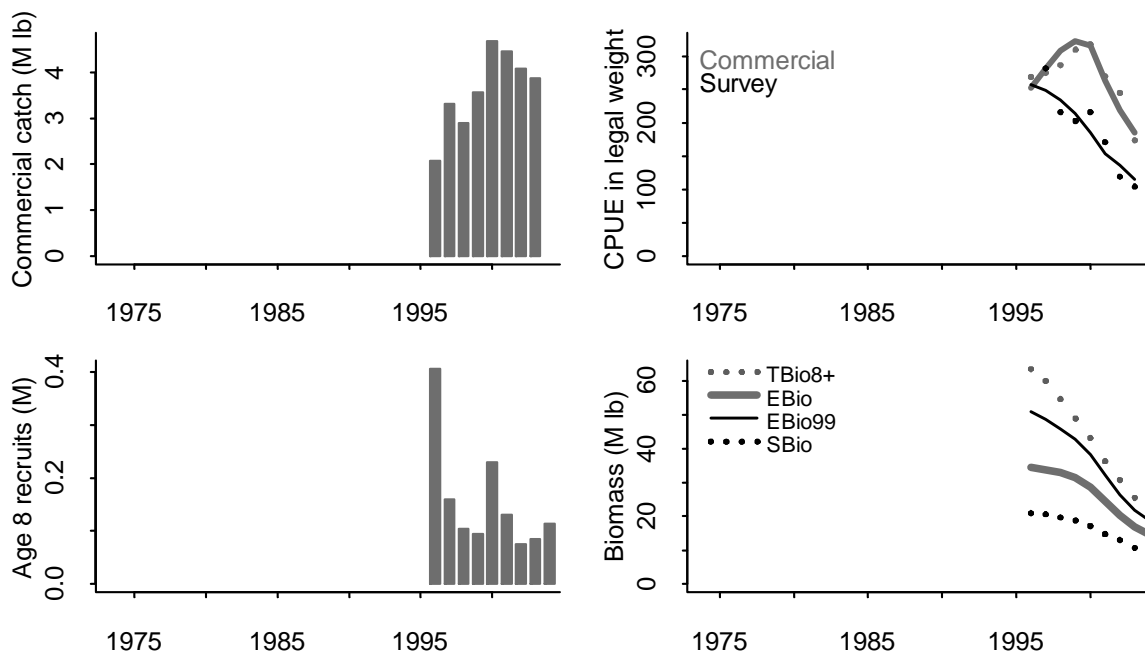 Commercial catch (M lb)
0 1 2 3 4
1975 1985 1995
CPUE in legal weight
0 100 200 300
Commercial
Survey
1975 1985 1995
Age 8 recruits (M)
0.0 0.2 0.4
1975 1985 1995
Biomass (M lb)
0 20 40 60
TBio8+
EBio
EBio99
SBio
1975 1985 1995